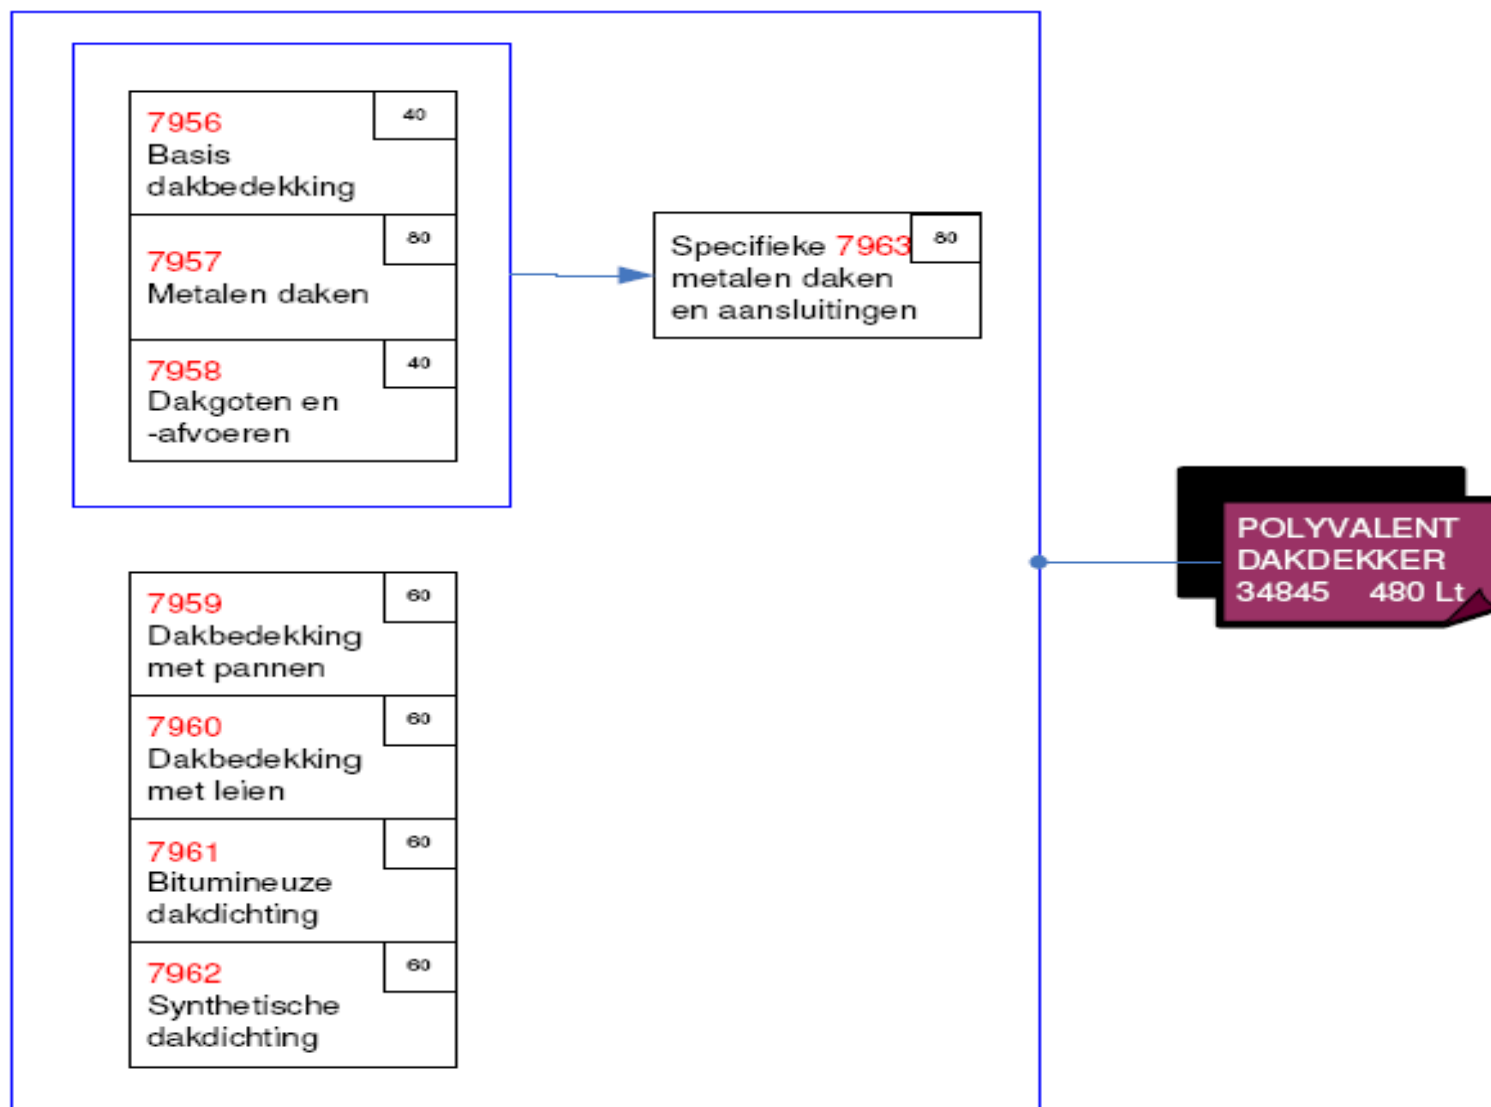 7956
40
Basis
dakbedekking
7957
80
Metalen daken
7958
40
Dakgoten en
-afvoeren
Specifieke 7963
80
metalen daken
en aansluitingen
7959
60
Dakbedekking
met pannen
7960
60
Dakbedekking
met leien
7961
60
Bitumineuze
dakdichting
7962
60
Synthetische
dakdichting
POLYVALENT
DAKDEKKER
34845 480 Lt